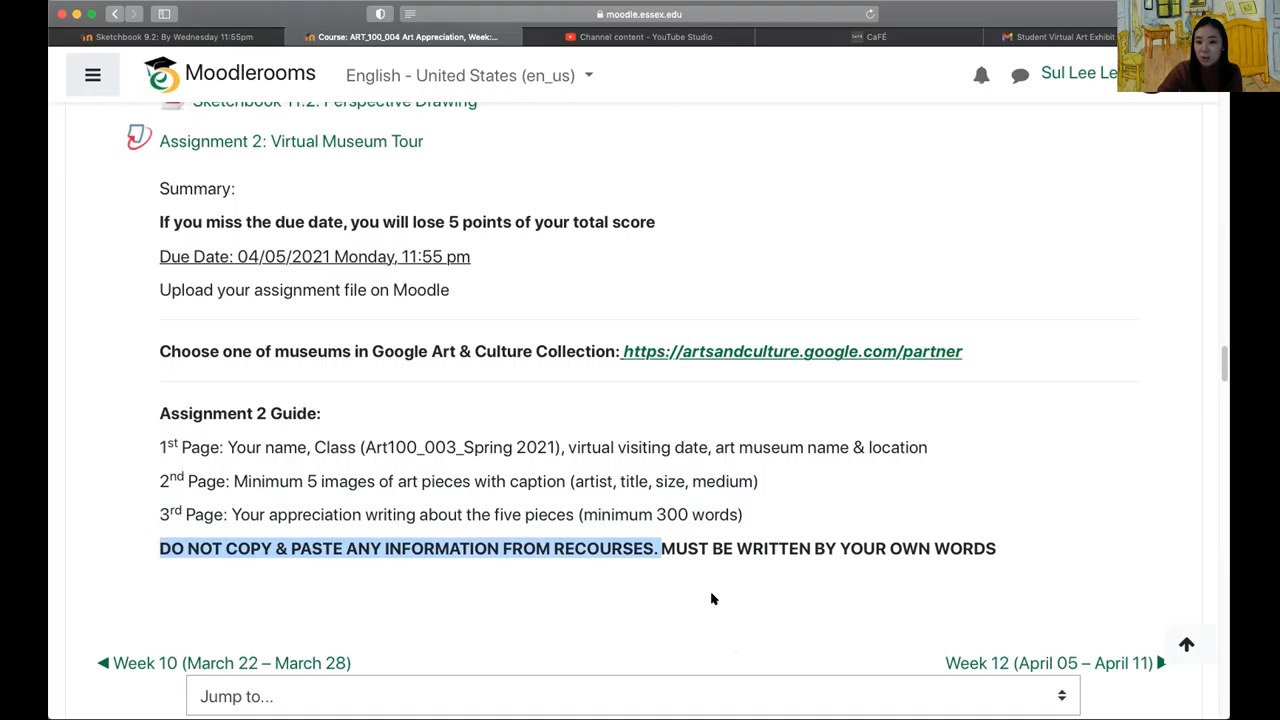 moodle.essex.edu
Sketchbook 9.2: By Wednesday 11:55pm
Course: ART_100_004 Art Appreciation, Week:...
Channel content - YouTube Studio
CaFÉ
Student Virtual Art Exhibit
Moodlerooms
English - United States (en_us)
Sul Lee Le
Sketchbook 11.2: Perspective Drawing
Assignment 2: Virtual Museum Tour
Summary:
If you miss the due date, you will lose 5 points of your total score
Due Date: 04/05/2021 Monday, 11:55 pm
Upload your assignment file on Moodle
Choose one of museums in Google Art & Culture Collection: https://artsandculture.google.com/partner
Assignment 2 Guide:
1st Page: Your name, Class (Art100_003_Spring 2021), virtual visiting date, art museum name & location
2nd Page: Minimum 5 images of art pieces with caption (artist, title, size, medium)
3rd Page: Your appreciation writing about the five pieces (minimum 300 words)
DO NOT COPY & PASTE ANY INFORMATION FROM RECOURSES. MUST BE WRITTEN BY YOUR OWN WORDS
◀ Week 10 (March 22 – March 28)
Week 12 (April 05 – April 11) ▶
Jump to...